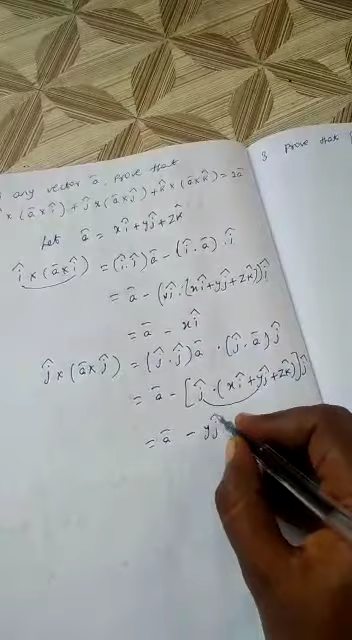 any vector a̅, prove that
× (a̅×î) + ĵ × (a̅×ĵ) + k̂ × (a̅×k̂) = 2a̅
Let a̅ = xî + yĵ + zk̂
î × (a̅×î) = (î·î)a̅ − (î·a̅)·î
= a̅ − (î·(xî+yĵ+zk̂))î
= a̅ − xî
ĵ × (a̅×ĵ) = (ĵ·ĵ)a̅ · (ĵ·a̅)ĵ
= a̅ − [ĵ·(xî+yĵ+zk̂)]ĵ
= a̅ − yĵ
3 prove that